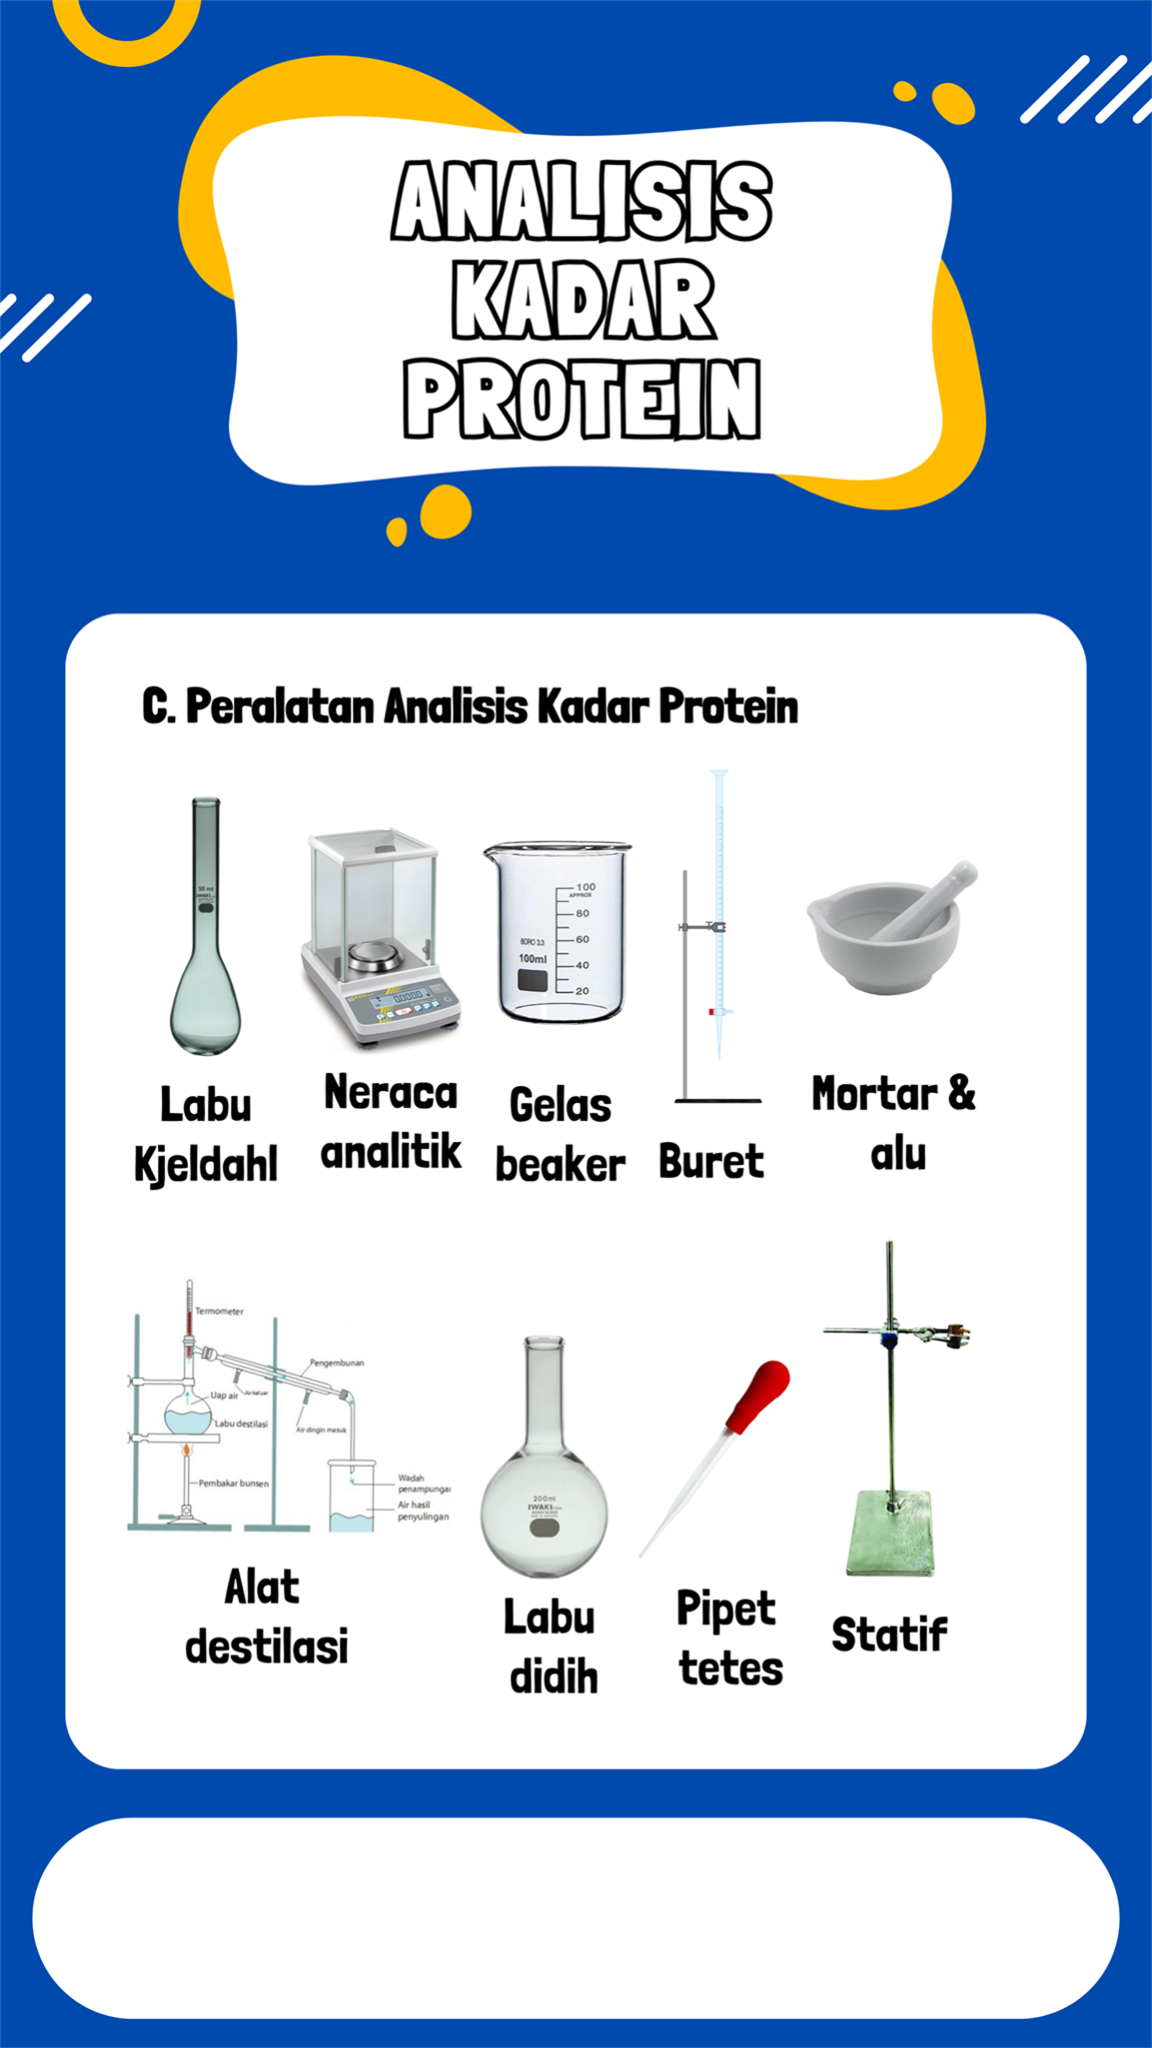 ANALISIS
KADAR
PROTEIN
C. Peralatan Analisis Kadar Protein
50 ml
IWAKI
100
APPROX
80
60
40
20
BORO 3.3
100ml
Labu
Kjeldahl
Neraca
analitik
Gelas
beaker
Buret
Mortar &
alu
Termometer
Pengembunan
Uap air
Air keluar
Labu destilasi
Air dingin masuk
Pembakar bunsen
Wadah
penampungan
Air hasil
penyulingan
200ml
IWAKI
Alat
destilasi
Labu
didih
Pipet
tetes
Statif